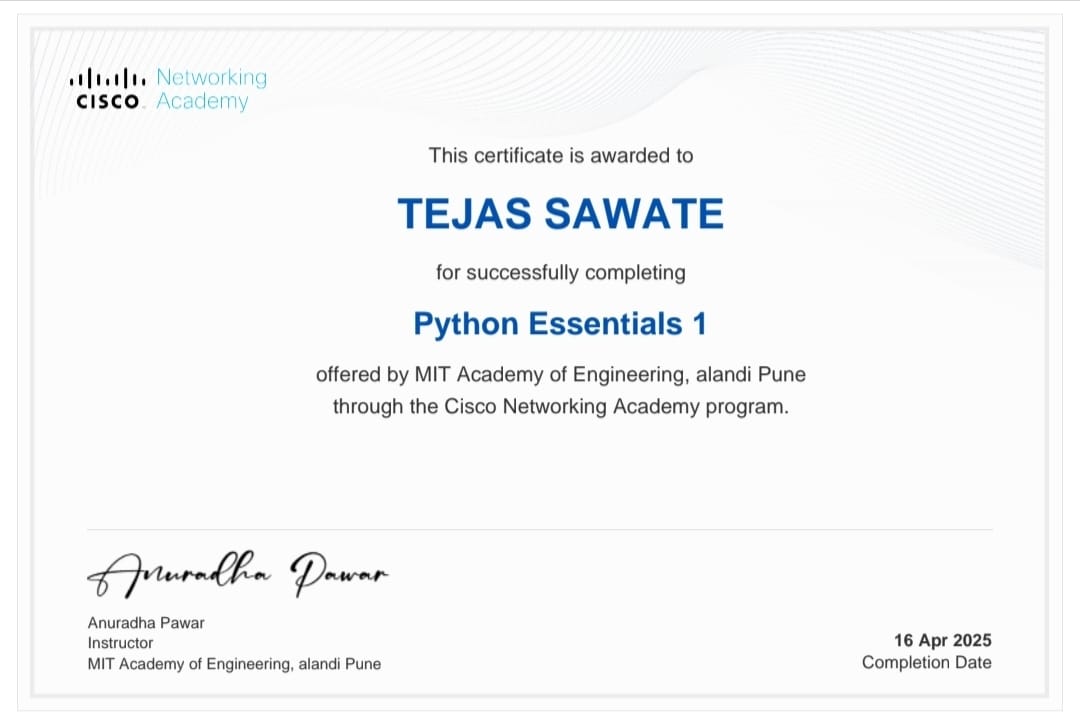 Networking
CISCO Academy
This certificate is awarded to
TEJAS SAWATE
for successfully completing
Python Essentials 1
offered by MIT Academy of Engineering, alandi Pune
through the Cisco Networking Academy program.
Anuradha Pawar
Anuradha Pawar
Instructor
MIT Academy of Engineering, alandi Pune
16 Apr 2025
Completion Date